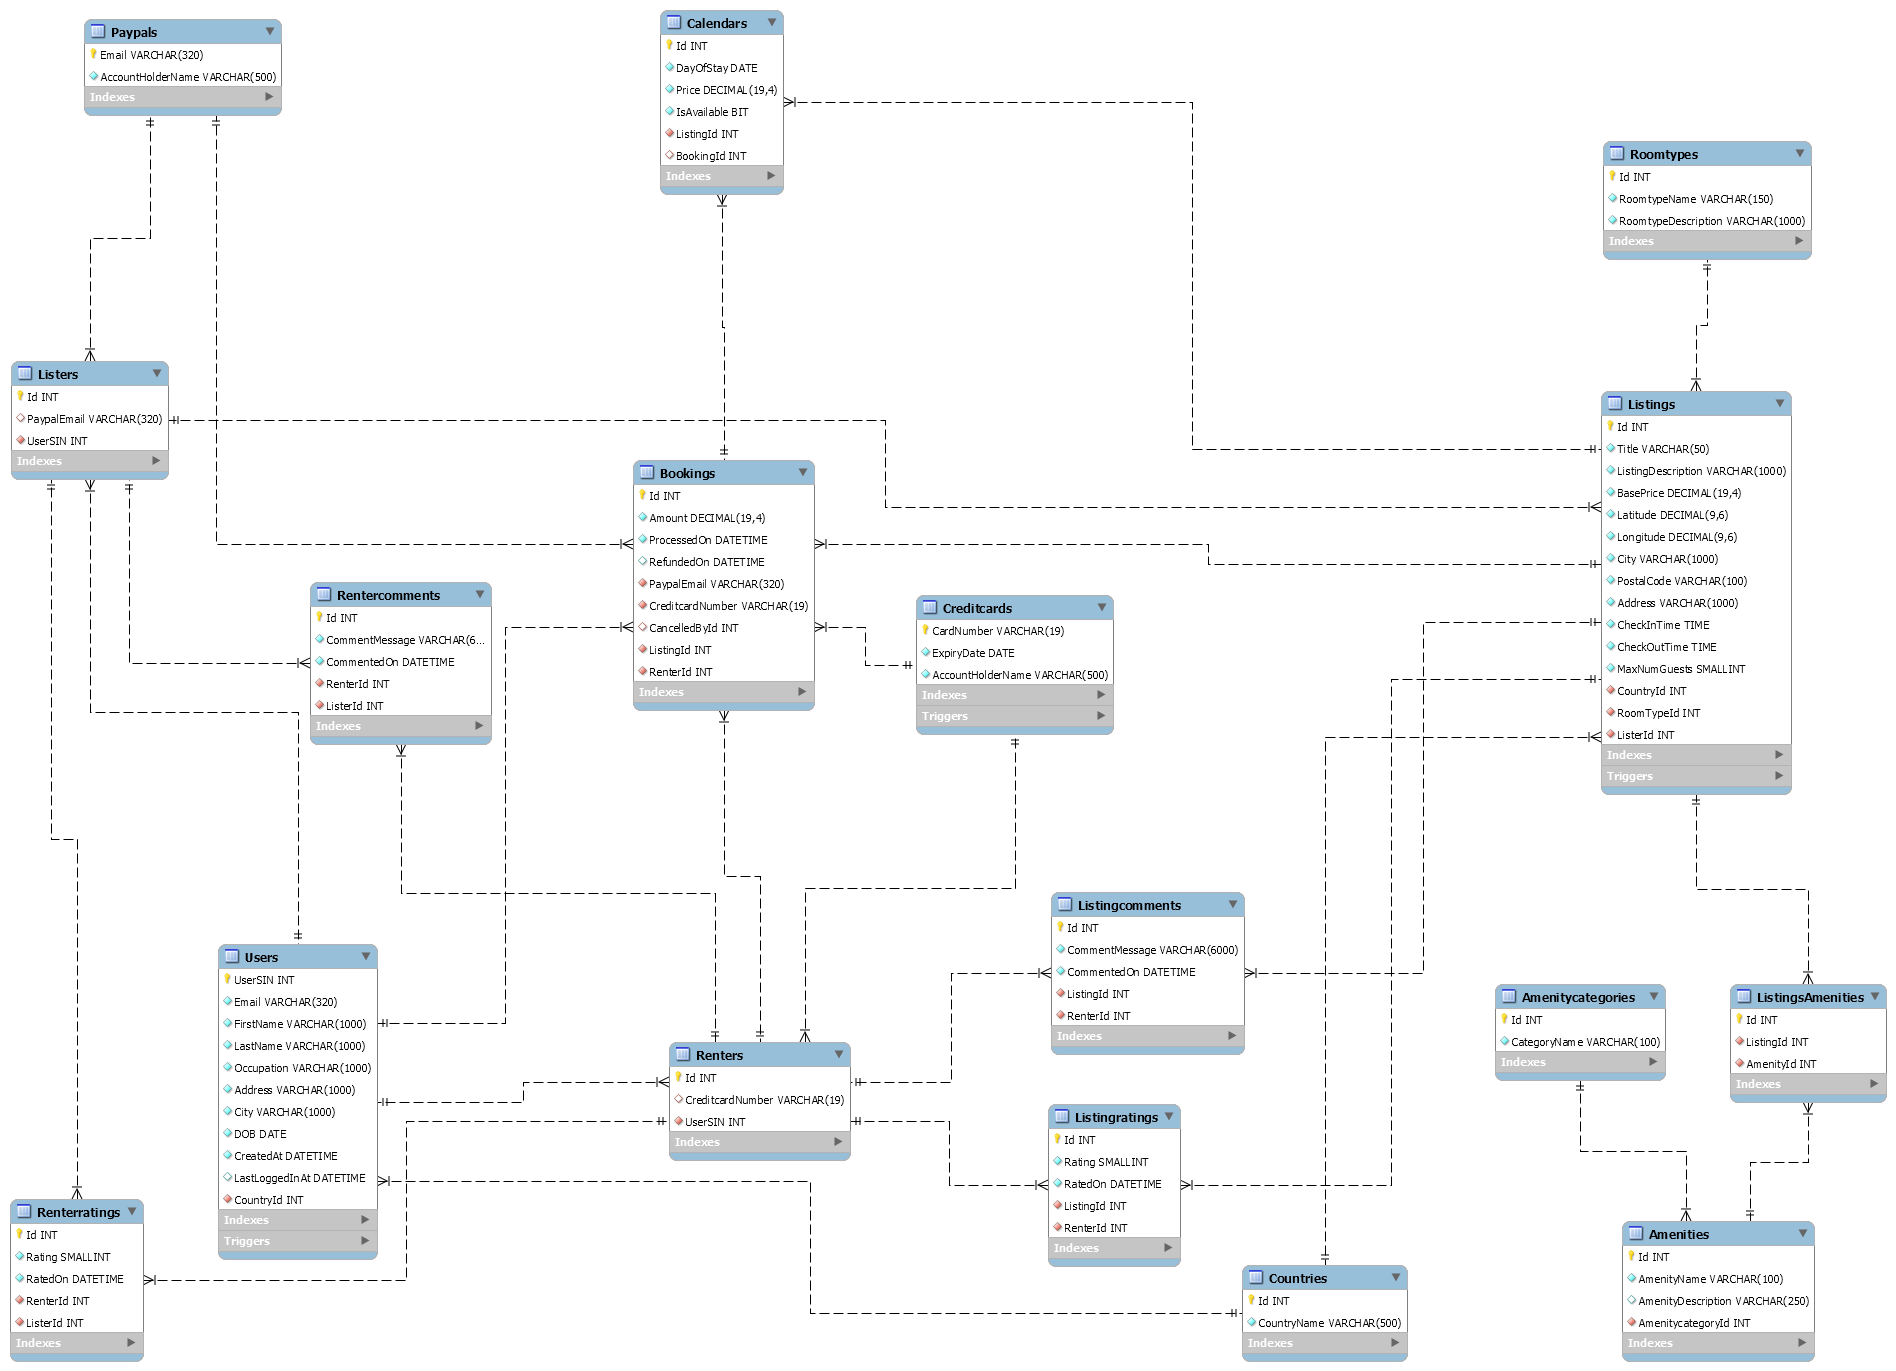 Paypals
Email VARCHAR(320)
AccountHolderName VARCHAR(500)
Indexes
Calendars
Id INT
DayOfStay DATE
Price DECIMAL(19,4)
IsAvailable BIT
ListingId INT
BookingId INT
Indexes
Roomtypes
Id INT
RoomtypeName VARCHAR(150)
RoomtypeDescription VARCHAR(1000)
Indexes
Listers
Id INT
PaypalEmail VARCHAR(320)
UserSIN INT
Indexes
Listings
Id INT
Title VARCHAR(50)
ListingDescription VARCHAR(1000)
BasePrice DECIMAL(19,4)
Latitude DECIMAL(9,6)
Longitude DECIMAL(9,6)
City VARCHAR(1000)
PostalCode VARCHAR(100)
Address VARCHAR(1000)
CheckInTime TIME
CheckOutTime TIME
MaxNumGuests SMALLINT
CountryId INT
RoomTypeId INT
ListerId INT
Indexes
Triggers
Bookings
Id INT
Amount DECIMAL(19,4)
ProcessedOn DATETIME
RefundedOn DATETIME
PaypalEmail VARCHAR(320)
CreditcardNumber VARCHAR(19)
CancelledById INT
ListingId INT
RenterId INT
Indexes
Rentercomments
Id INT
CommentMessage VARCHAR(6...
CommentedOn DATETIME
RenterId INT
ListerId INT
Indexes
Creditcards
CardNumber VARCHAR(19)
ExpiryDate DATE
AccountHolderName VARCHAR(500)
Indexes
Triggers
Users
UserSIN INT
Email VARCHAR(320)
FirstName VARCHAR(1000)
LastName VARCHAR(1000)
Occupation VARCHAR(1000)
Address VARCHAR(1000)
City VARCHAR(1000)
DOB DATE
CreatedAt DATETIME
LastLoggedInAt DATETIME
CountryId INT
Indexes
Triggers
Listingcomments
Id INT
CommentMessage VARCHAR(6000)
CommentedOn DATETIME
ListingId INT
RenterId INT
Indexes
Amenitycategories
Id INT
CategoryName VARCHAR(100)
Indexes
ListingsAmenities
Id INT
ListingId INT
AmenityId INT
Indexes
Renters
Id INT
CreditcardNumber VARCHAR(19)
UserSIN INT
Indexes
Listingratings
Id INT
Rating SMALLINT
RatedOn DATETIME
ListingId INT
RenterId INT
Indexes
Renterratings
Id INT
Rating SMALLINT
RatedOn DATETIME
RenterId INT
ListerId INT
Indexes
Countries
Id INT
CountryName VARCHAR(500)
Indexes
Amenities
Id INT
AmenityName VARCHAR(100)
AmenityDescription VARCHAR(250)
AmenitycategoryId INT
Indexes